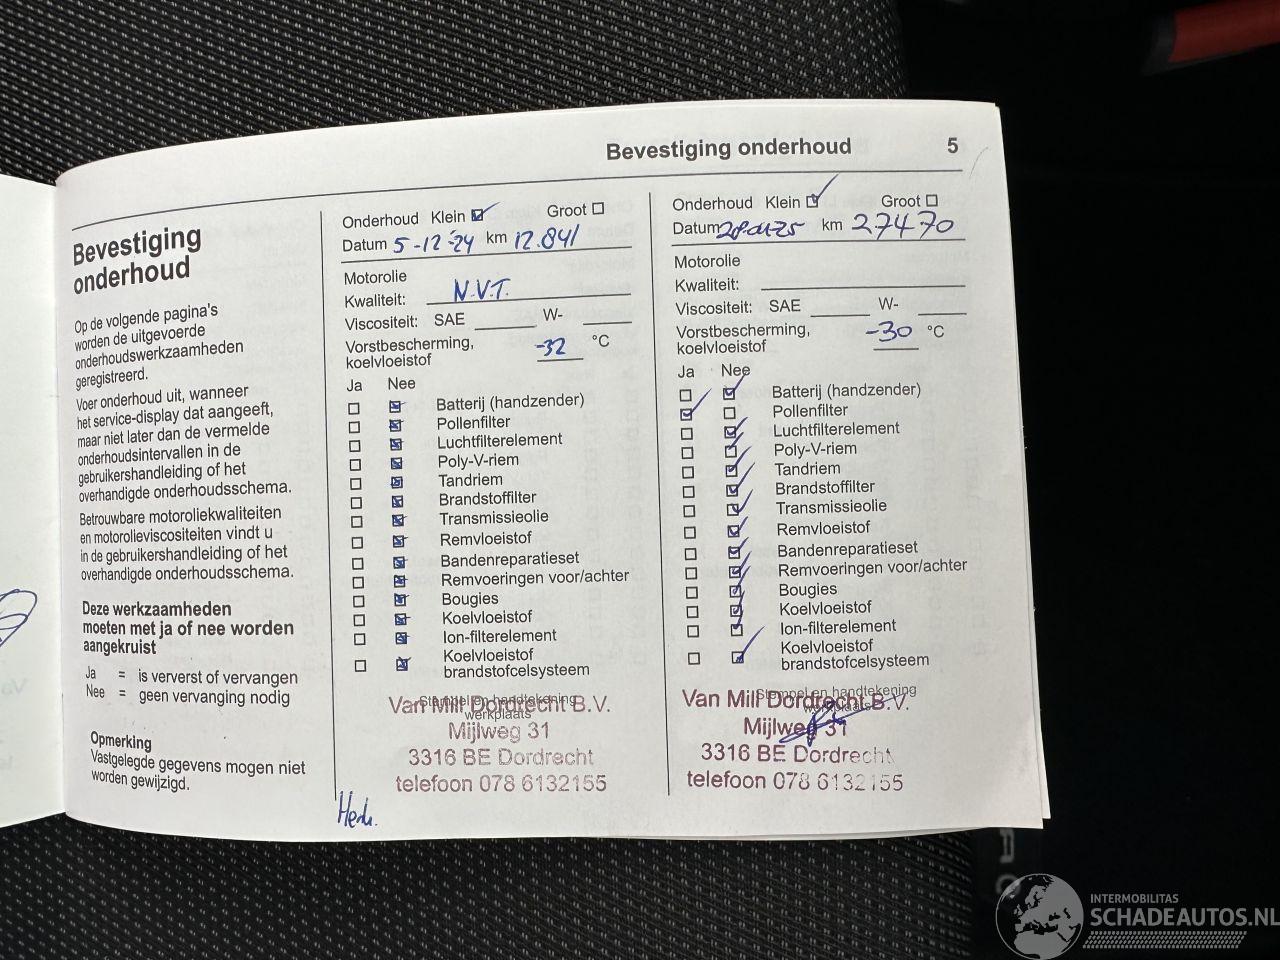 Bevestiging onderhoud 5
Bevestiging
onderhoud
Op de volgende pagina's
worden de uitgevoerde
onderhoudswerkzaamheden
geregistreerd.
Voer onderhoud uit, wanneer
het service-display dat aangeeft,
maar niet later dan de vermelde
onderhoudsintervallen in de
gebruikershandleiding of het
overhandigde onderhoudsschema.
Betrouwbare motoroliekwaliteiten
en motorolieviscositeiten vindt u
in de gebruikershandleiding of het
overhandigde onderhoudsschema.
Deze werkzaamheden
moeten met ja of nee worden
aangekruist
Ja = is ververst of vervangen
Nee = geen vervanging nodig
Opmerking
Vastgelegde gegevens mogen niet
worden gewijzigd.
Onderhoud Klein Groot
Datum 5-12-'24 km 12.841
Motorolie
Kwaliteit: N.V.T.
Viscositeit: SAE W-
Vorstbescherming,
koelvloeistof -32 °C
Ja Nee
Batterij (handzender)
Pollenfilter
Luchtfilterelement
Poly-V-riem
Tandriem
Brandstoffilter
Transmissieolie
Remvloeistof
Bandenreparatieset
Remvoeringen voor/achter
Bougies
Koelvloeistof
Ion-filterelement
Koelvloeistof
brandstofcelsysteem
Stempel en handtekening
werkplaats
Van Mill Dordrecht B.V.
Mijlweg 31
3316 BE Dordrecht
telefoon 078 6132155
Onderhoud Klein Groot
Datum km 27470
Motorolie
Kwaliteit:
Viscositeit: SAE W-
Vorstbescherming,
koelvloeistof -30 °C
Ja Nee
Batterij (handzender)
Pollenfilter
Luchtfilterelement
Poly-V-riem
Tandriem
Brandstoffilter
Transmissieolie
Remvloeistof
Bandenreparatieset
Remvoeringen voor/achter
Bougies
Koelvloeistof
Ion-filterelement
Koelvloeistof
brandstofcelsysteem
Stempel en handtekening
werkplaats
Van Mill Dordrecht B.V.
Mijlweg 31
3316 BE Dordrecht
telefoon 078 6132155
INTERMOBILITAS
SCHADEAUTOS.NL